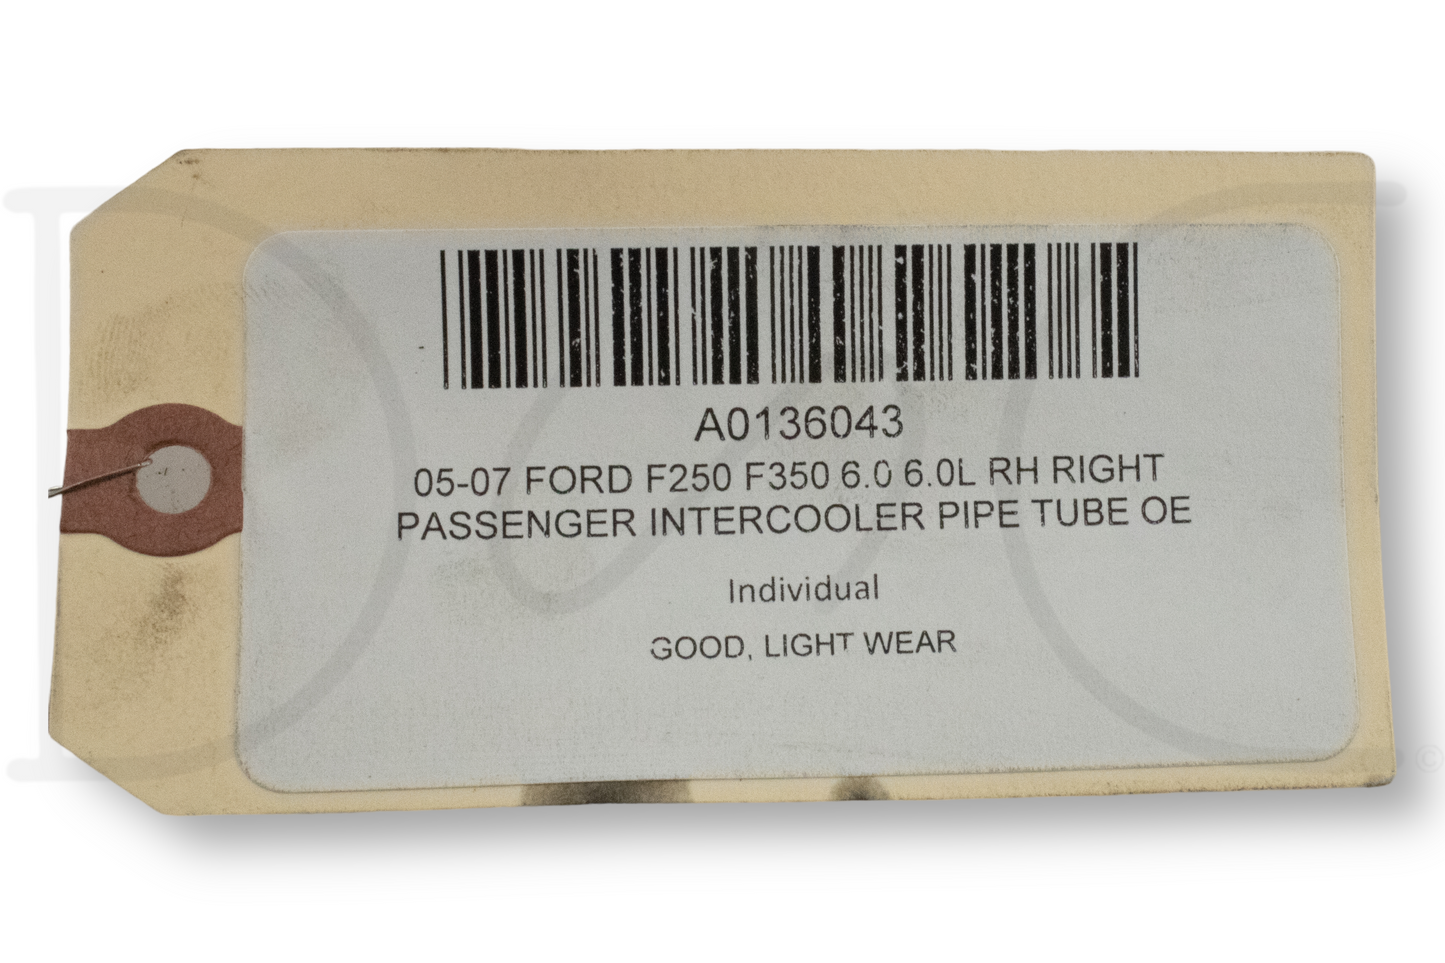 A0136043
05-07 FORD F250 F350 6.0 6.0L RH RIGHT
PASSENGER INTERCOOLER PIPE TUBE OE
Individual
GOOD, LIGHT WEAR